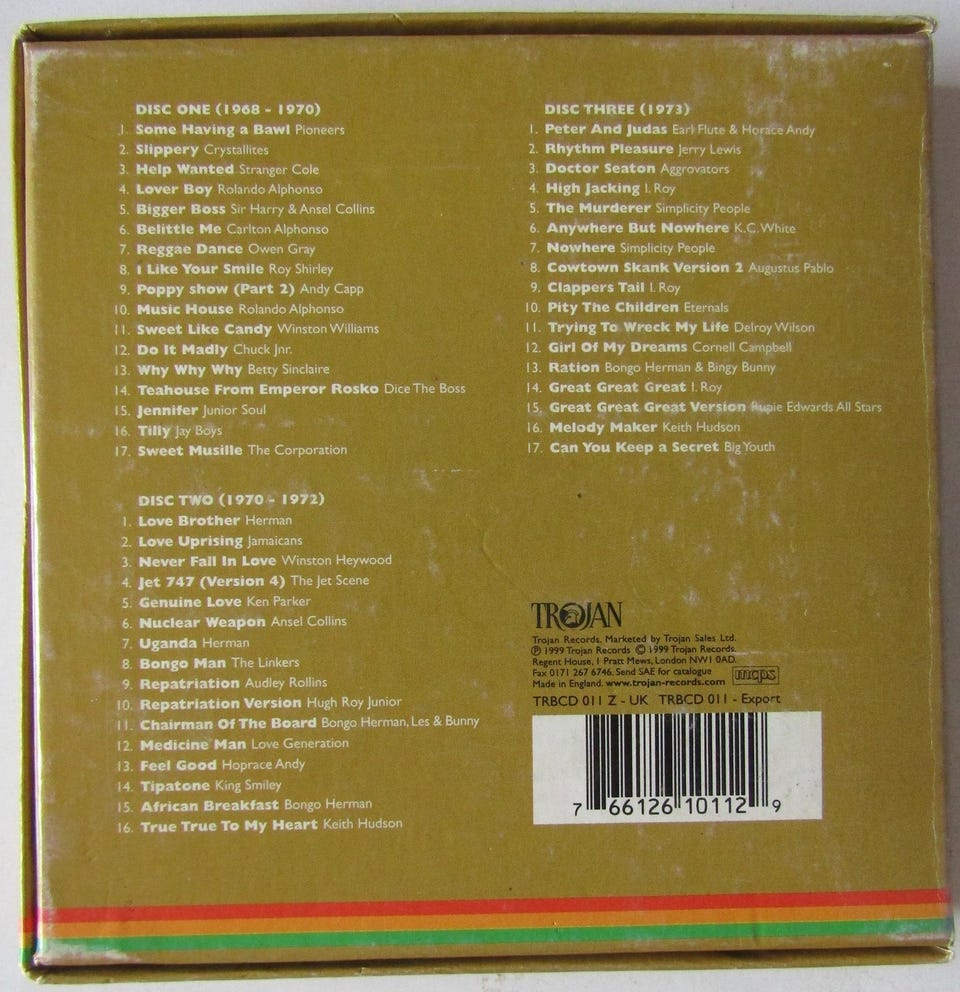 DISC ONE (1968 - 1970)
1. Some Having a Bawl Pioneers
2. Slippery Crystallites
3. Help Wanted Stranger Cole
4. Lover Boy Rolando Alphonso
5. Bigger Boss Sir Harry & Ansel Collins
6. Belittle Me Carlton Alphonso
7. Reggae Dance Owen Gray
8. I Like Your Smile Roy Shirley
9. Poppy show (Part 2) Andy Capp
10. Music House Rolando Alphonso
11. Sweet Like Candy Winston Williams
12. Do It Madly Chuck Jnr.
13. Why Why Why Betty Sinclaire
14. Teahouse From Emperor Rosko Dice The Boss
15. Jennifer Junior Soul
16. Tilly Jay Boys
17. Sweet Musille The Corporation
DISC TWO (1970 - 1972)
1. Love Brother Herman
2. Love Uprising Jamaicans
3. Never Fall In Love Winston Heywood
4. Jet 747 (Version 4) The Jet Scene
5. Genuine Love Ken Parker
6. Nuclear Weapon Ansel Collins
7. Uganda Herman
8. Bongo Man The Linkers
9. Repatriation Audley Rollins
10. Repatriation Version Hugh Roy Junior
11. Chairman Of The Board Bongo Herman, Les & Bunny
12. Medicine Man Love Generation
13. Feel Good Hoprace Andy
14. Tipatone King Smiley
15. African Breakfast Bongo Herman
16. True True To My Heart Keith Hudson
DISC THREE (1973)
1. Peter And Judas Earl Flute & Horace Andy
2. Rhythm Pleasure Jerry Lewis
3. Doctor Seaton Aggrovators
4. High Jacking I. Roy
5. The Murderer Simplicity People
6. Anywhere But Nowhere K.C. White
7. Nowhere Simplicity People
8. Cowtown Skank Version 2 Augustus Pablo
9. Clappers Tail I. Roy
10. Pity The Children Eternals
11. Trying To Wreck My Life Delroy Wilson
12. Girl Of My Dreams Cornell Campbell
13. Ration Bongo Herman & Bingy Bunny
14. Great Great Great I. Roy
15. Great Great Great Version Rupie Edwards All Stars
16. Melody Maker Keith Hudson
17. Can You Keep a Secret Big Youth
TROJAN
Trojan Records. Marketed by Trojan Sales Ltd.
℗ 1999 Trojan Records © 1999 Trojan Records.
Regent House, 1 Pratt Mews, London NW1 0AD.
Fax 0171 267 6746. Send SAE for catalogue
Made in England. www.trojan-records.com
mcps
TRBCD 011 Z - UK TRBCD 011 - Export
7 66126 10112 9